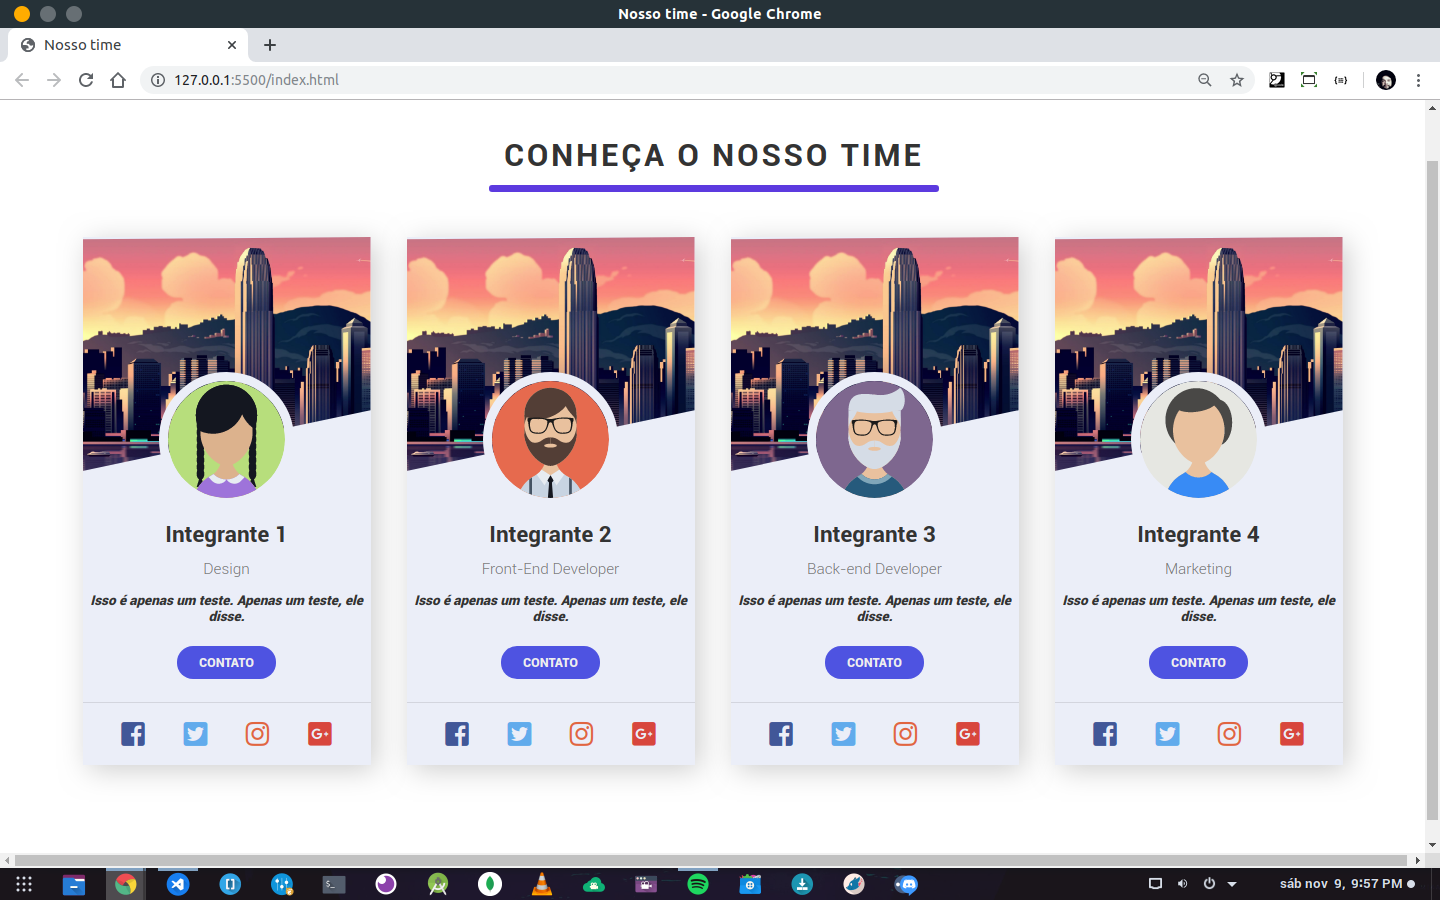 Nosso time - Google Chrome
Nosso time
127.0.0.1:5500/index.html
CONHEÇA O NOSSO TIME
Integrante 1
Design
Isso é apenas um teste. Apenas um teste, ele
disse.
CONTATO
Integrante 2
Front-End Developer
Isso é apenas um teste. Apenas um teste, ele
disse.
CONTATO
Integrante 3
Back-end Developer
Isso é apenas um teste. Apenas um teste, ele
disse.
CONTATO
Integrante 4
Marketing
Isso é apenas um teste. Apenas um teste, ele
disse.
CONTATO
sáb nov 9, 9:57 PM